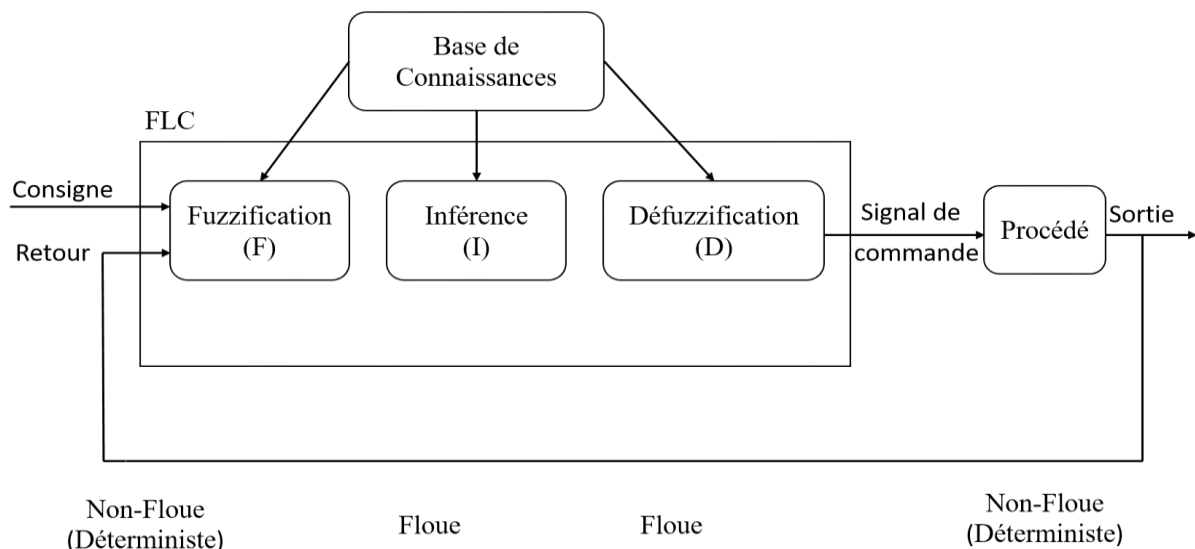 Base de
Connaissances
FLC
Consigne
Retour
Fuzzification
(F)
Inférence
(I)
Défuzzification
(D)
Signal de
commande
Procédé
Sortie
Non-Floue
(Déterministe)
Floue
Floue
Non-Floue
(Déterministe)